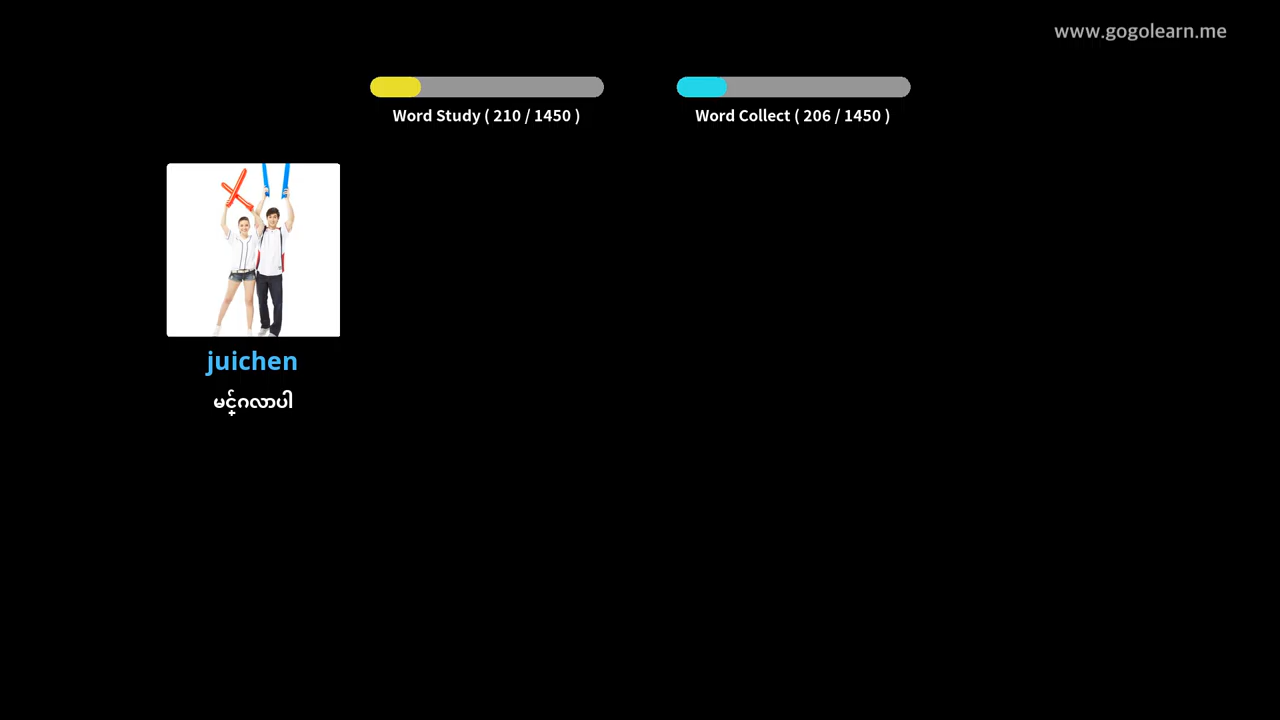 www.gogolearn.me
Word Study ( 210 / 1450 )
Word Collect ( 206 / 1450 )
juichen
မင်္ဂလာပါ